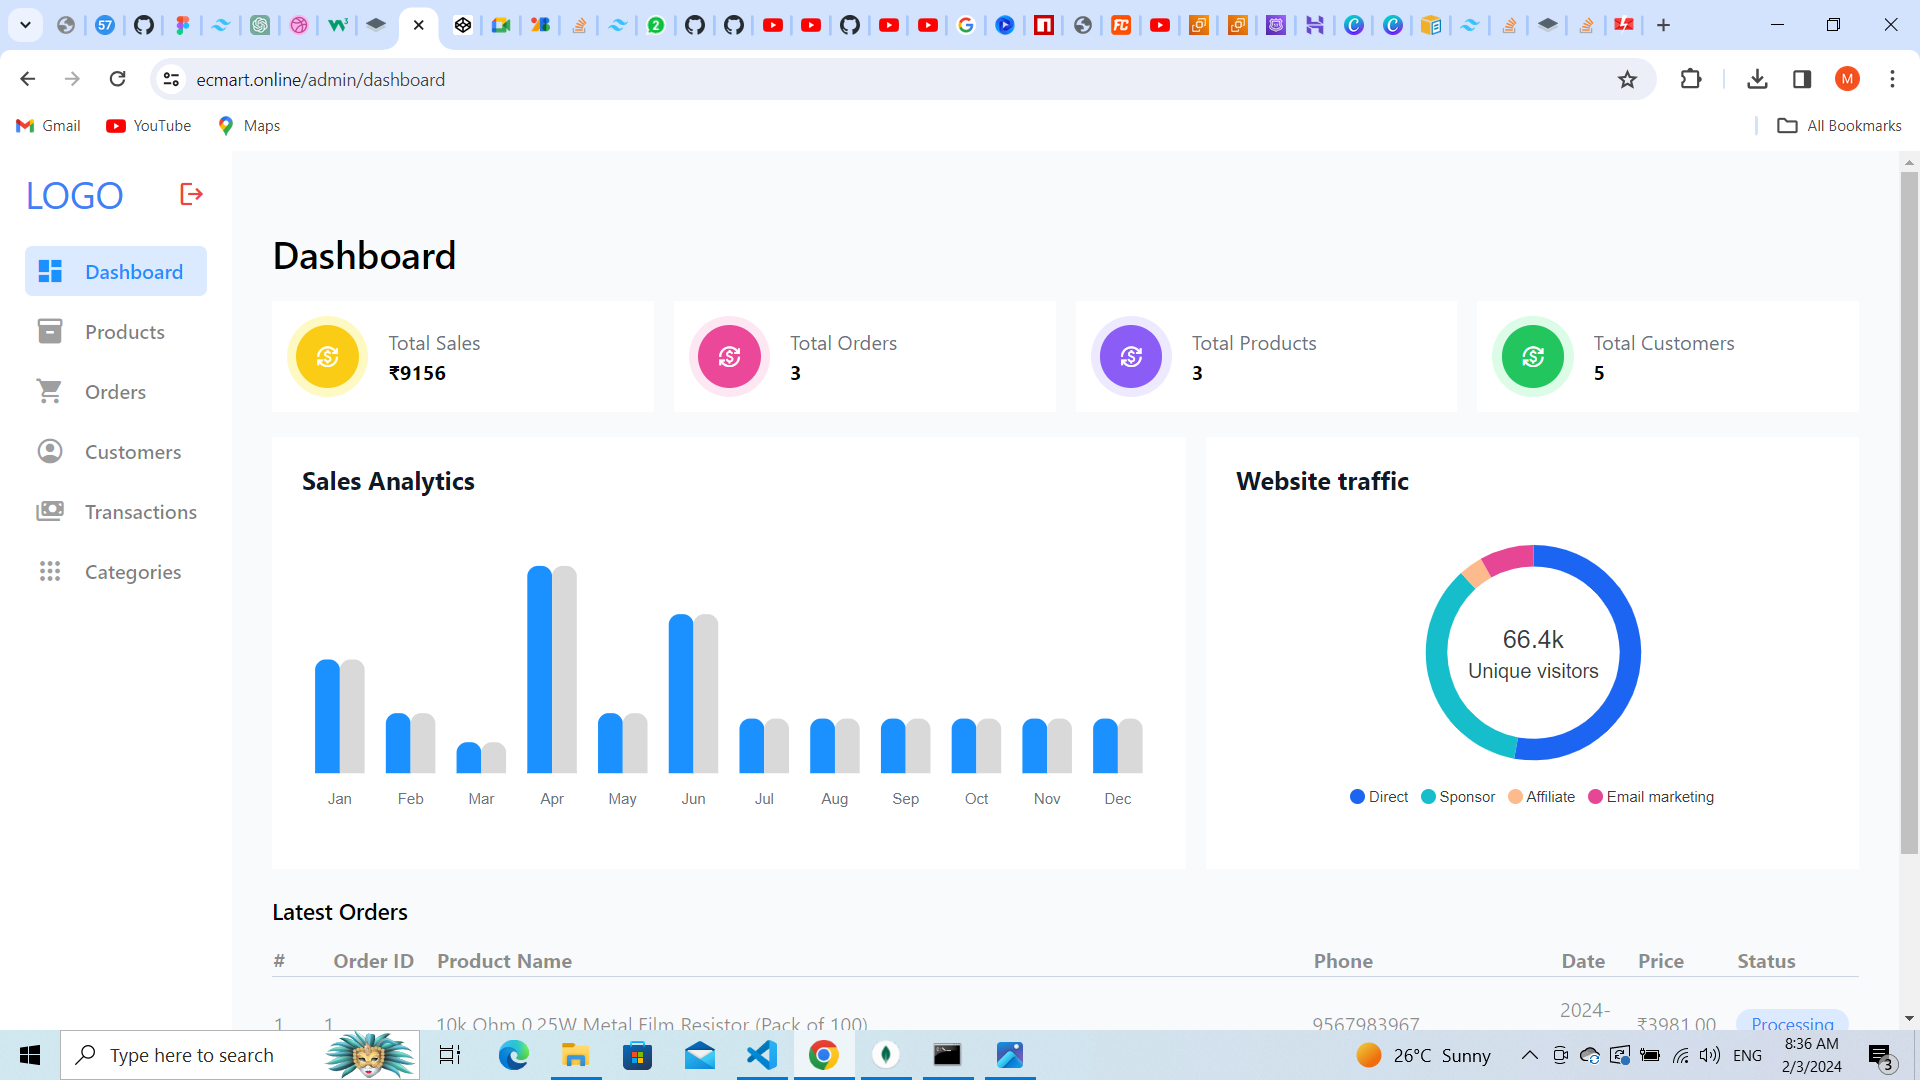 57
2
ecmart.online/admin/dashboard
M
Gmail
YouTube
Maps
All Bookmarks
LOGO
Dashboard
Products
Orders
Customers
Transactions
Categories
Dashboard
Total Sales
₹9156
Total Orders
3
Total Products
3
Total Customers
5
Sales Analytics
Jan Feb Mar Apr May Jun Jul Aug Sep Oct Nov Dec
Website traffic
66.4k
Unique visitors
Direct Sponsor Affiliate Email marketing
Latest Orders
# Order ID Product Name Phone Date Price Status
2024-
1 1 10k Ohm 0.25W Metal Film Resistor (Pack of 100) 9567983967 ₹3981.00 Processing
Type here to search
26°C Sunny
ENG
8:36 AM
2/3/2024
3